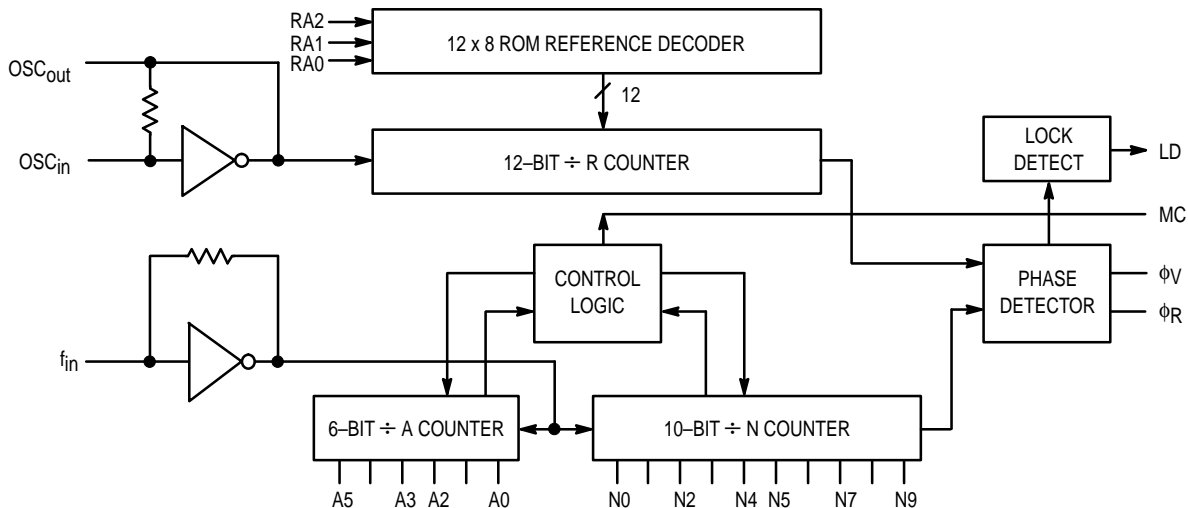 RA2
RA1
RA0
12 x 8 ROM REFERENCE DECODER
OSCout
12
OSCin
12–BIT ÷ R COUNTER
LOCK
DETECT
LD
MC
CONTROL
LOGIC
PHASE
DETECTOR
ϕV
ϕR
fin
6–BIT ÷ A COUNTER
10–BIT ÷ N COUNTER
A5 A3 A2 A0 N0 N2 N4 N5 N7 N9